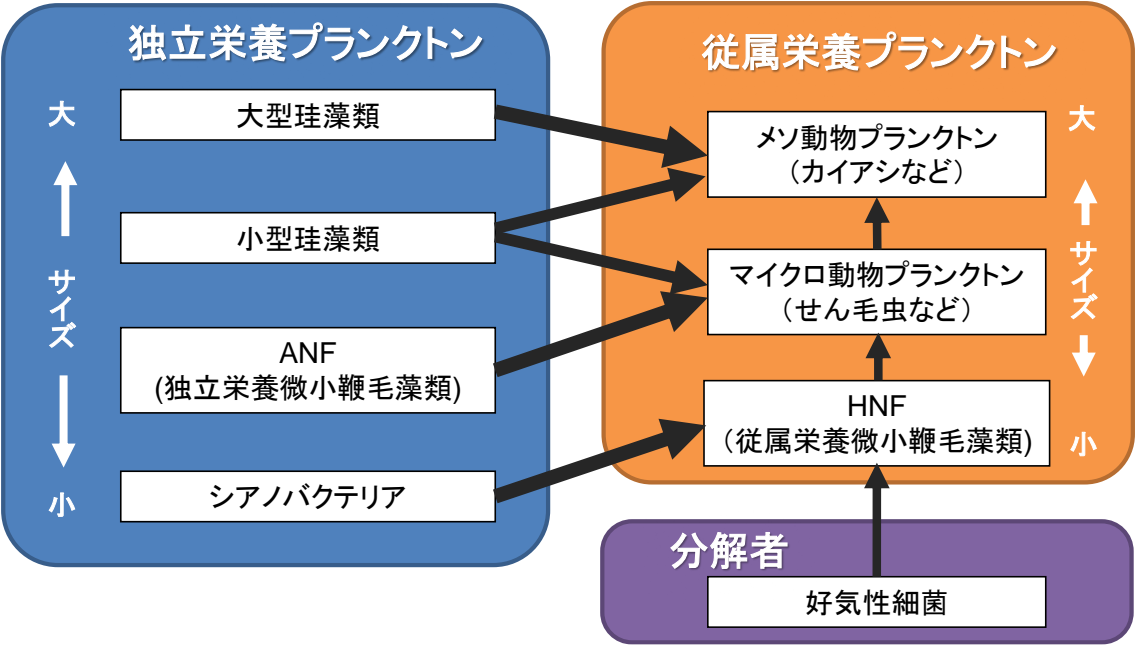 独立栄養プランクトン
大
サイズ
小
大型珪藻類
小型珪藻類
ANF
(独立栄養微小鞭毛藻類)
シアノバクテリア
従属栄養プランクトン
メソ動物プランクトン
（カイアシなど）
マイクロ動物プランクトン
（せん毛虫など）
HNF
（従属栄養微小鞭毛藻類)
大
サイズ
小
分解者
好気性細菌